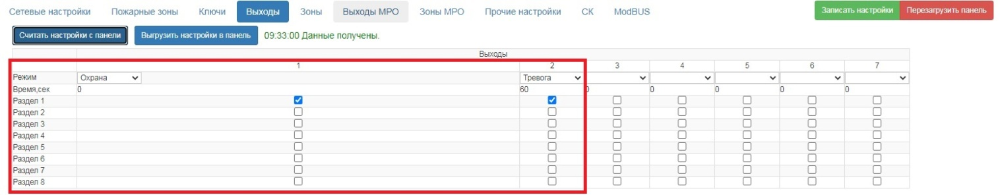 Сетевые настройки Пожарные зоны Ключи Выходы Зоны Выходы МРО Зоны МРО Прочие настройки СК ModBUS Записать настройки Перезагрузить панель
Считать настройки с панели Выгрузить настройки в панель 09:33:00 Данные получены.
Выходы
1 2 3 4 5 6 7
Режим Охрана Тревога
Время,сек 0 60 0 0 0 0 0
Раздел 1
Раздел 2
Раздел 3
Раздел 4
Раздел 5
Раздел 6
Раздел 7
Раздел 8